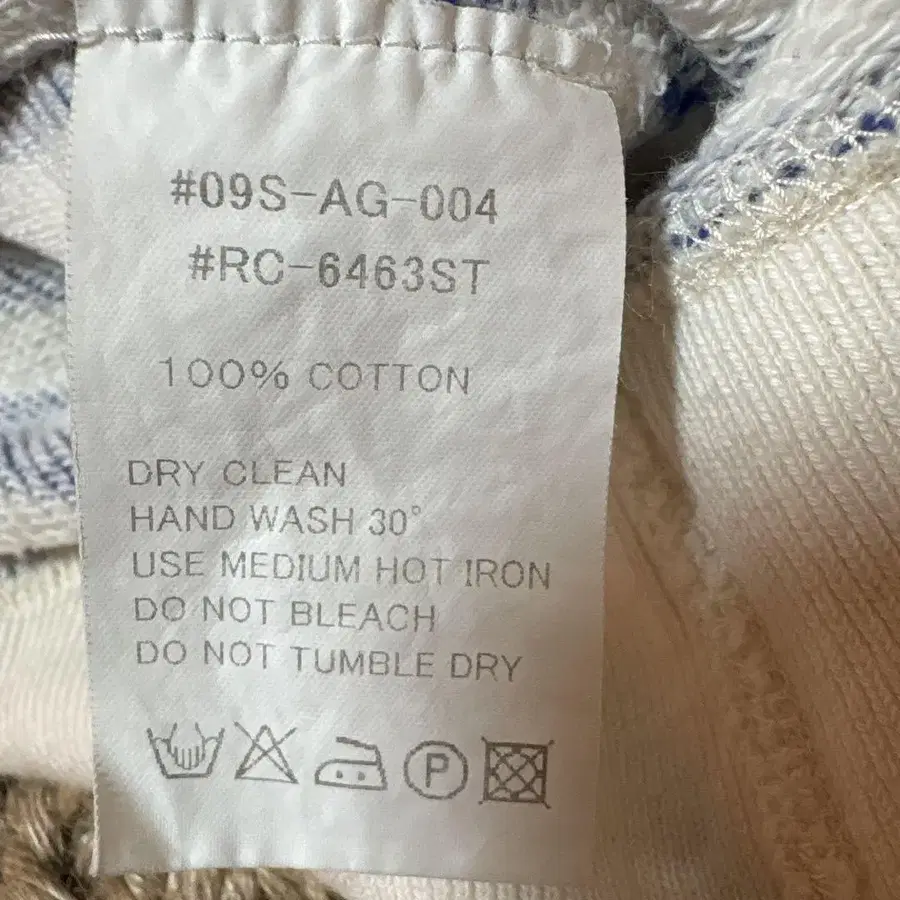 #09S-AG-004
#RC-6463ST
100% COTTON
DRY CLEAN
HAND WASH 30°
USE MEDIUM HOT IRON
DO NOT BLEACH
DO NOT TUMBLE DRY
P